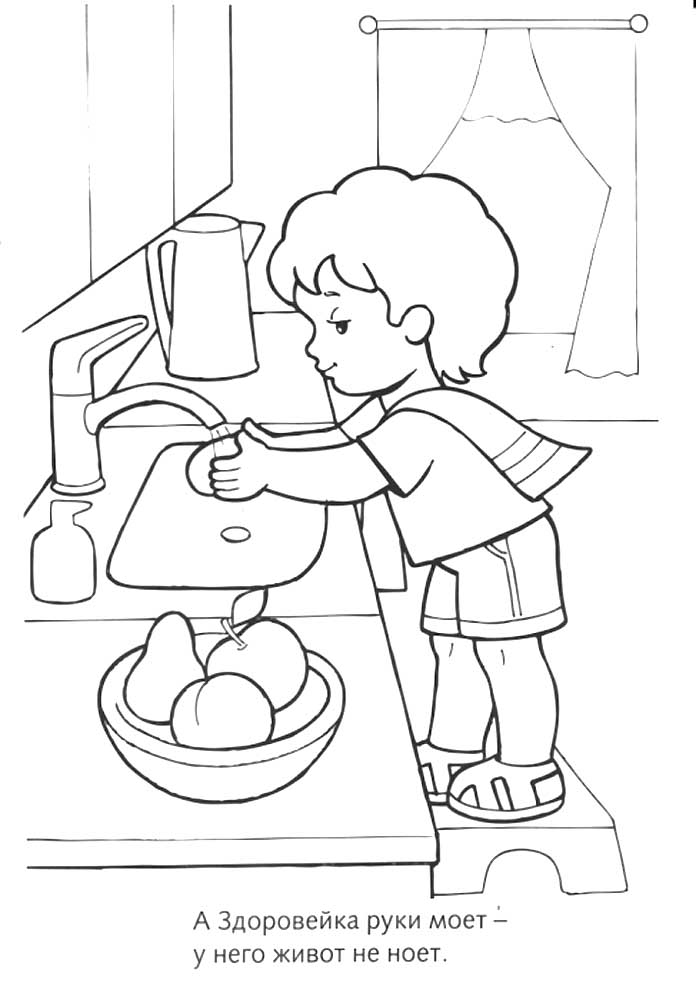 А Здоровейка руки моет –
у него живот не ноет.